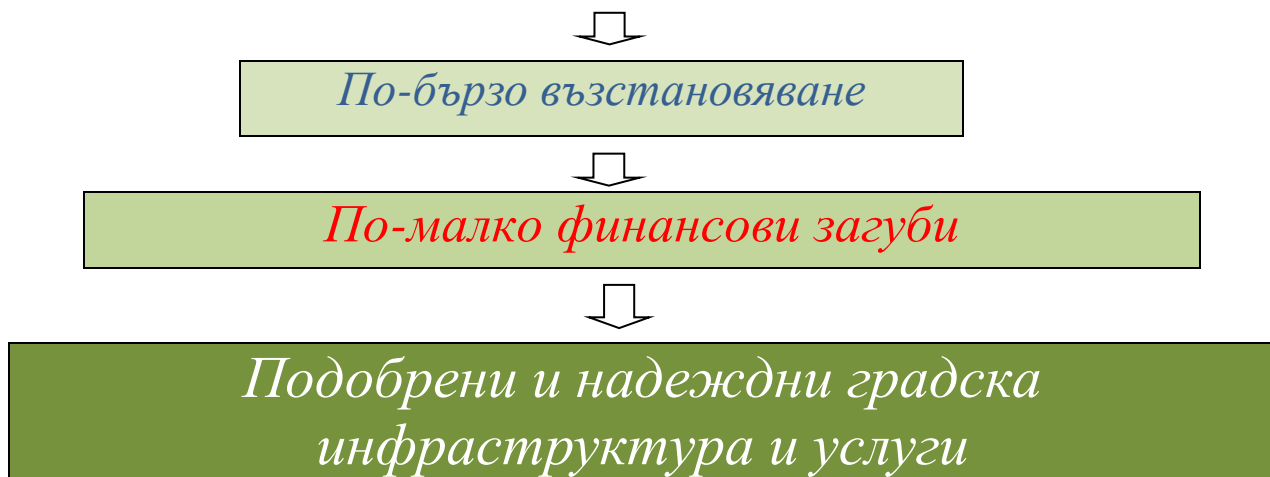 По-бързо възстановяване
По-малко финансови загуби
Подобрени и надеждни градска
инфраструктура и услуги